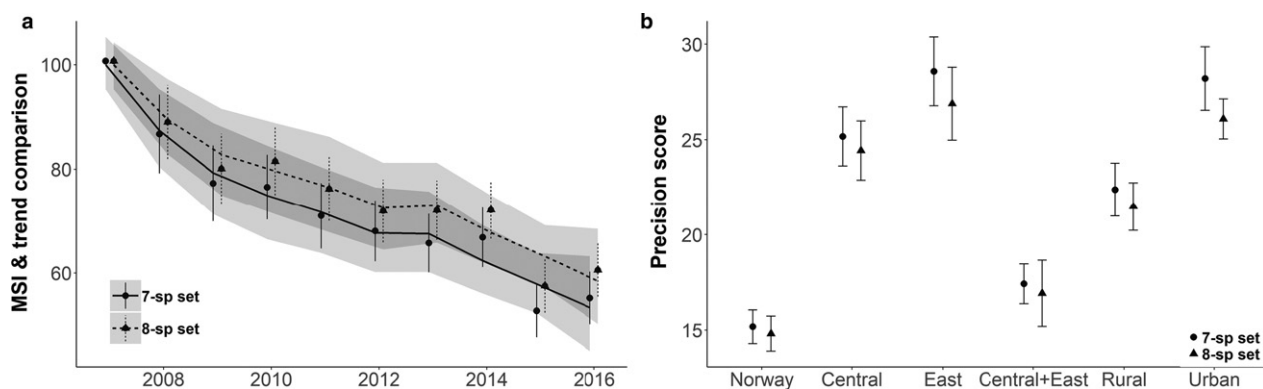 a
MSI & trend comparison
100
80
60
7-sp set
8-sp set
2008
2010
2012
2014
2016
b
Precision score
30
25
20
15
7-sp set
8-sp set
Norway
Central
East
Central+East
Rural
Urban